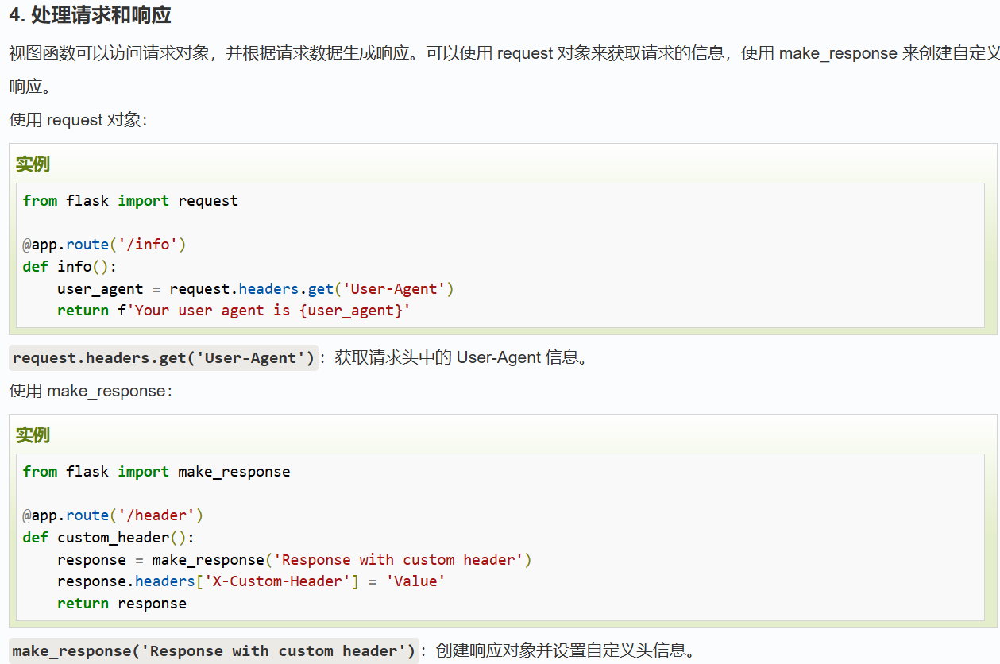 4. 处理请求和响应
视图函数可以访问请求对象，并根据请求数据生成响应。可以使用 request 对象来获取请求的信息，使用 make_response 来创建自定义
响应。
使用 request 对象：
实例
from flask import request
@app.route('/info')
def info():
    user_agent = request.headers.get('User-Agent')
    return f'Your user agent is {user_agent}'
request.headers.get('User-Agent')：获取请求头中的 User-Agent 信息。
使用 make_response：
实例
from flask import make_response
@app.route('/header')
def custom_header():
    response = make_response('Response with custom header')
    response.headers['X-Custom-Header'] = 'Value'
    return response
make_response('Response with custom header')：创建响应对象并设置自定义头信息。